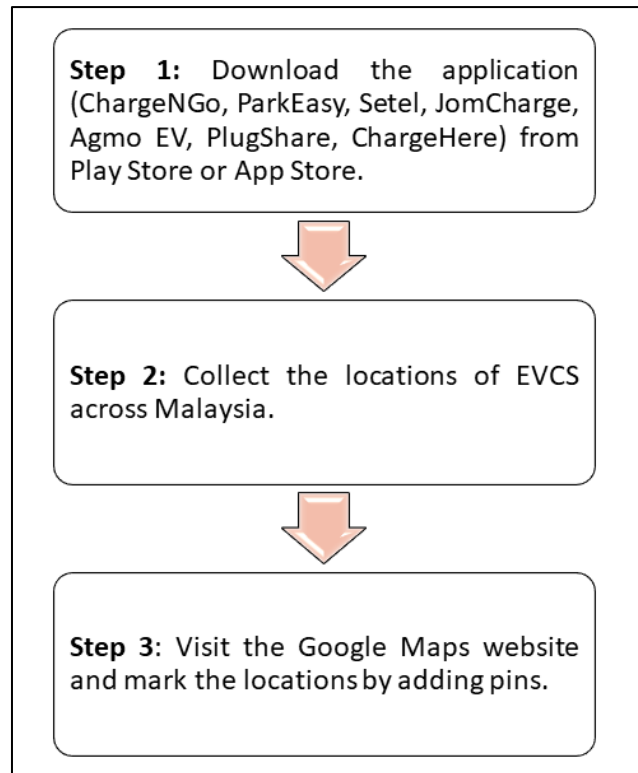 Step 1: Download the application
(ChargeNGo, ParkEasy, Setel, JomCharge,
Agmo EV, PlugShare, ChargeHere) from
Play Store or App Store.
Step 2: Collect the locations of EVCS
across Malaysia.
Step 3: Visit the Google Maps website
and mark the locations by adding pins.